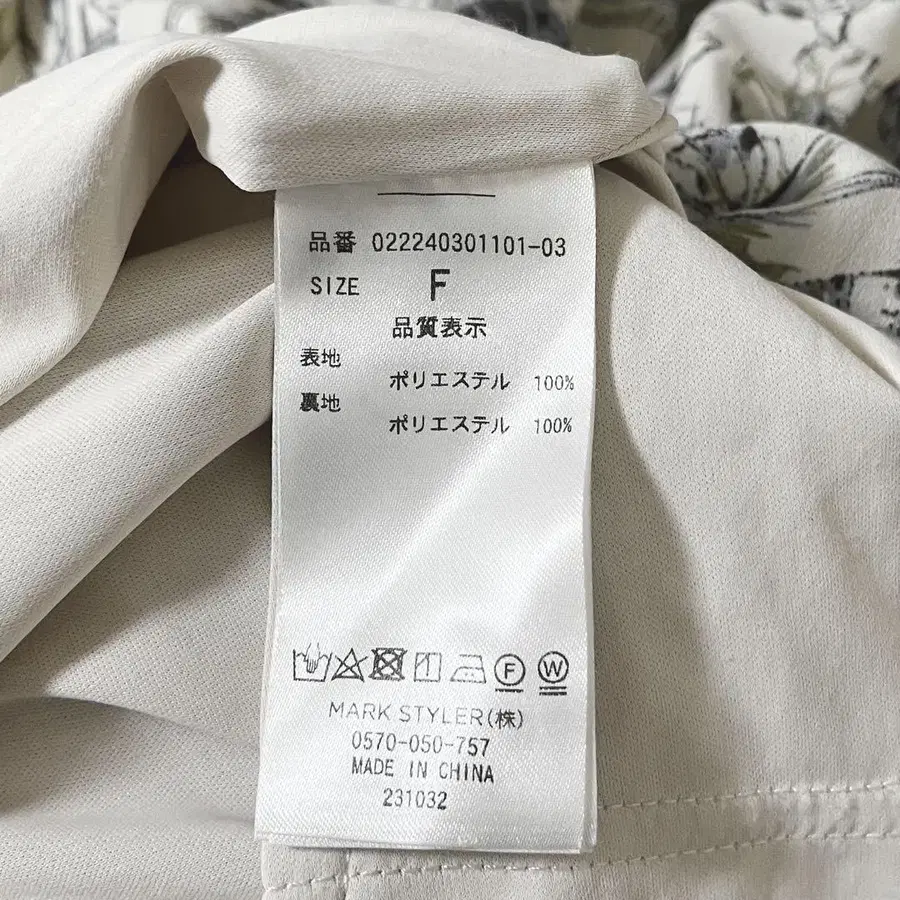 品番 022240301101-03
SIZE F
品質表示
表地
ポリエステル 100%
裏地
ポリエステル 100%
F W
MARK STYLER(株)
0570-050-757
MADE IN CHINA
231032